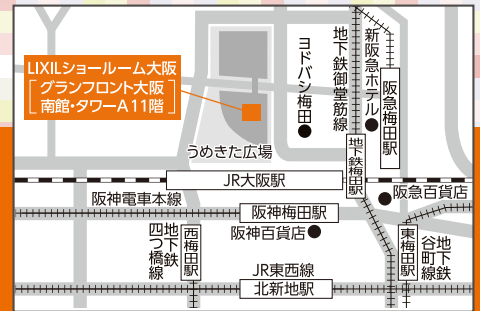 LIXILショールーム大阪
グランフロント大阪
南館・タワーA 11階
うめきた広場
ヨドバシ梅田
地下鉄御堂筋線
新阪急ホテル
阪急梅田駅
地下鉄梅田駅
JR大阪駅
阪急百貨店
阪神電車本線
阪神梅田駅
阪神百貨店
地下鉄
四つ橋線
西梅田駅
東梅田駅
地下鉄
谷町線
JR東西線
北新地駅